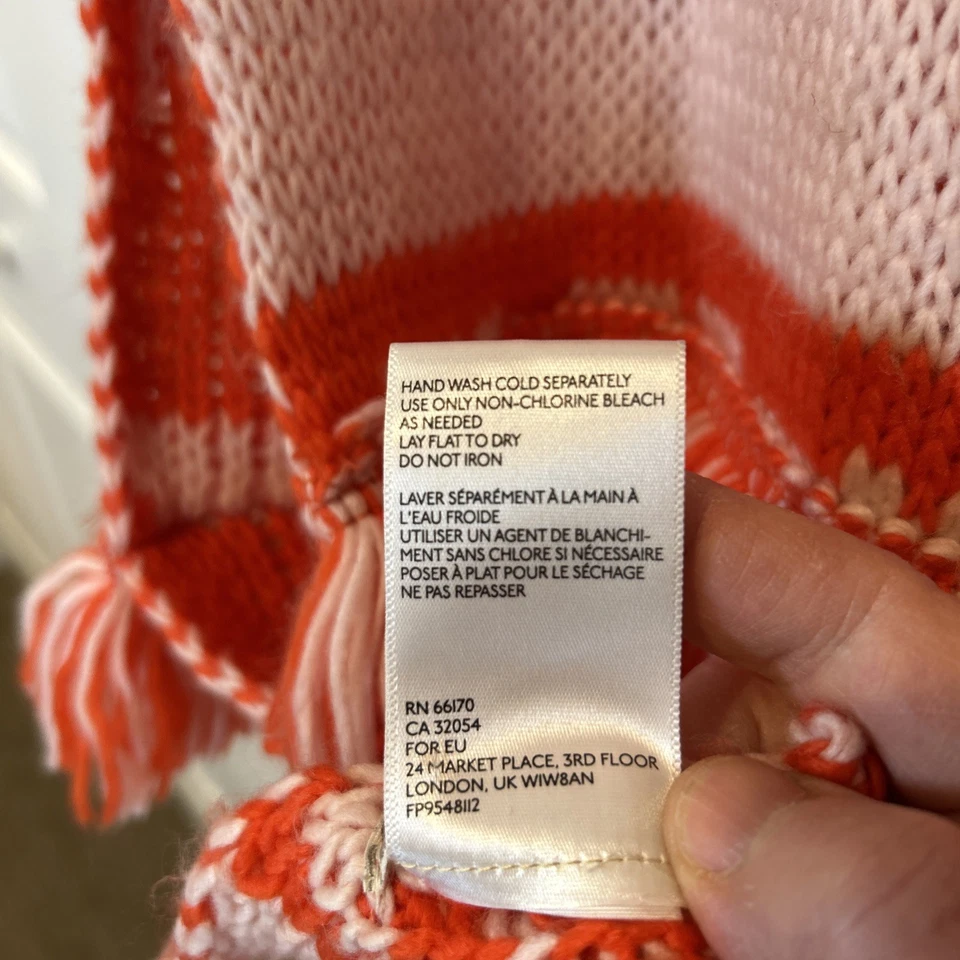 HAND WASH COLD SEPARATELY
USE ONLY NON-CHLORINE BLEACH
AS NEEDED
LAY FLAT TO DRY
DO NOT IRON
LAVER SÉPARÉMENT À LA MAIN À
L'EAU FROIDE
UTILISER UN AGENT DE BLANCHI-
MENT SANS CHLORE SI NÉCESSAIRE
POSER À PLAT POUR LE SÉCHAGE
NE PAS REPASSER
RN 66170
CA 32054
FOR EU
24 MARKET PLACE, 3RD FLOOR
LONDON, UK W1W8AN
FP9548112